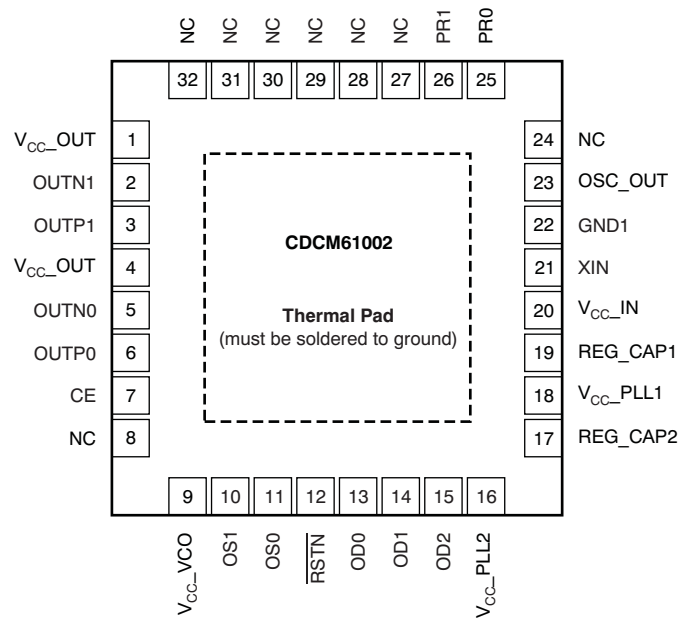 NC NC NC NC NC NC PR1 PR0
32 31 30 29 28 27 26 25
V_CC_OUT 1
OUTN1 2
OUTP1 3
V_CC_OUT 4
OUTN0 5
OUTP0 6
CE 7
NC 8
CDCM61002
Thermal Pad
(must be soldered to ground)
24 NC
23 OSC_OUT
22 GND1
21 XIN
20 V_CC_IN
19 REG_CAP1
18 V_CC_PLL1
17 REG_CAP2
9 10 11 12 13 14 15 16
V_CC_VCO OS1 OS0 RSTN OD0 OD1 OD2 V_CC_PLL2